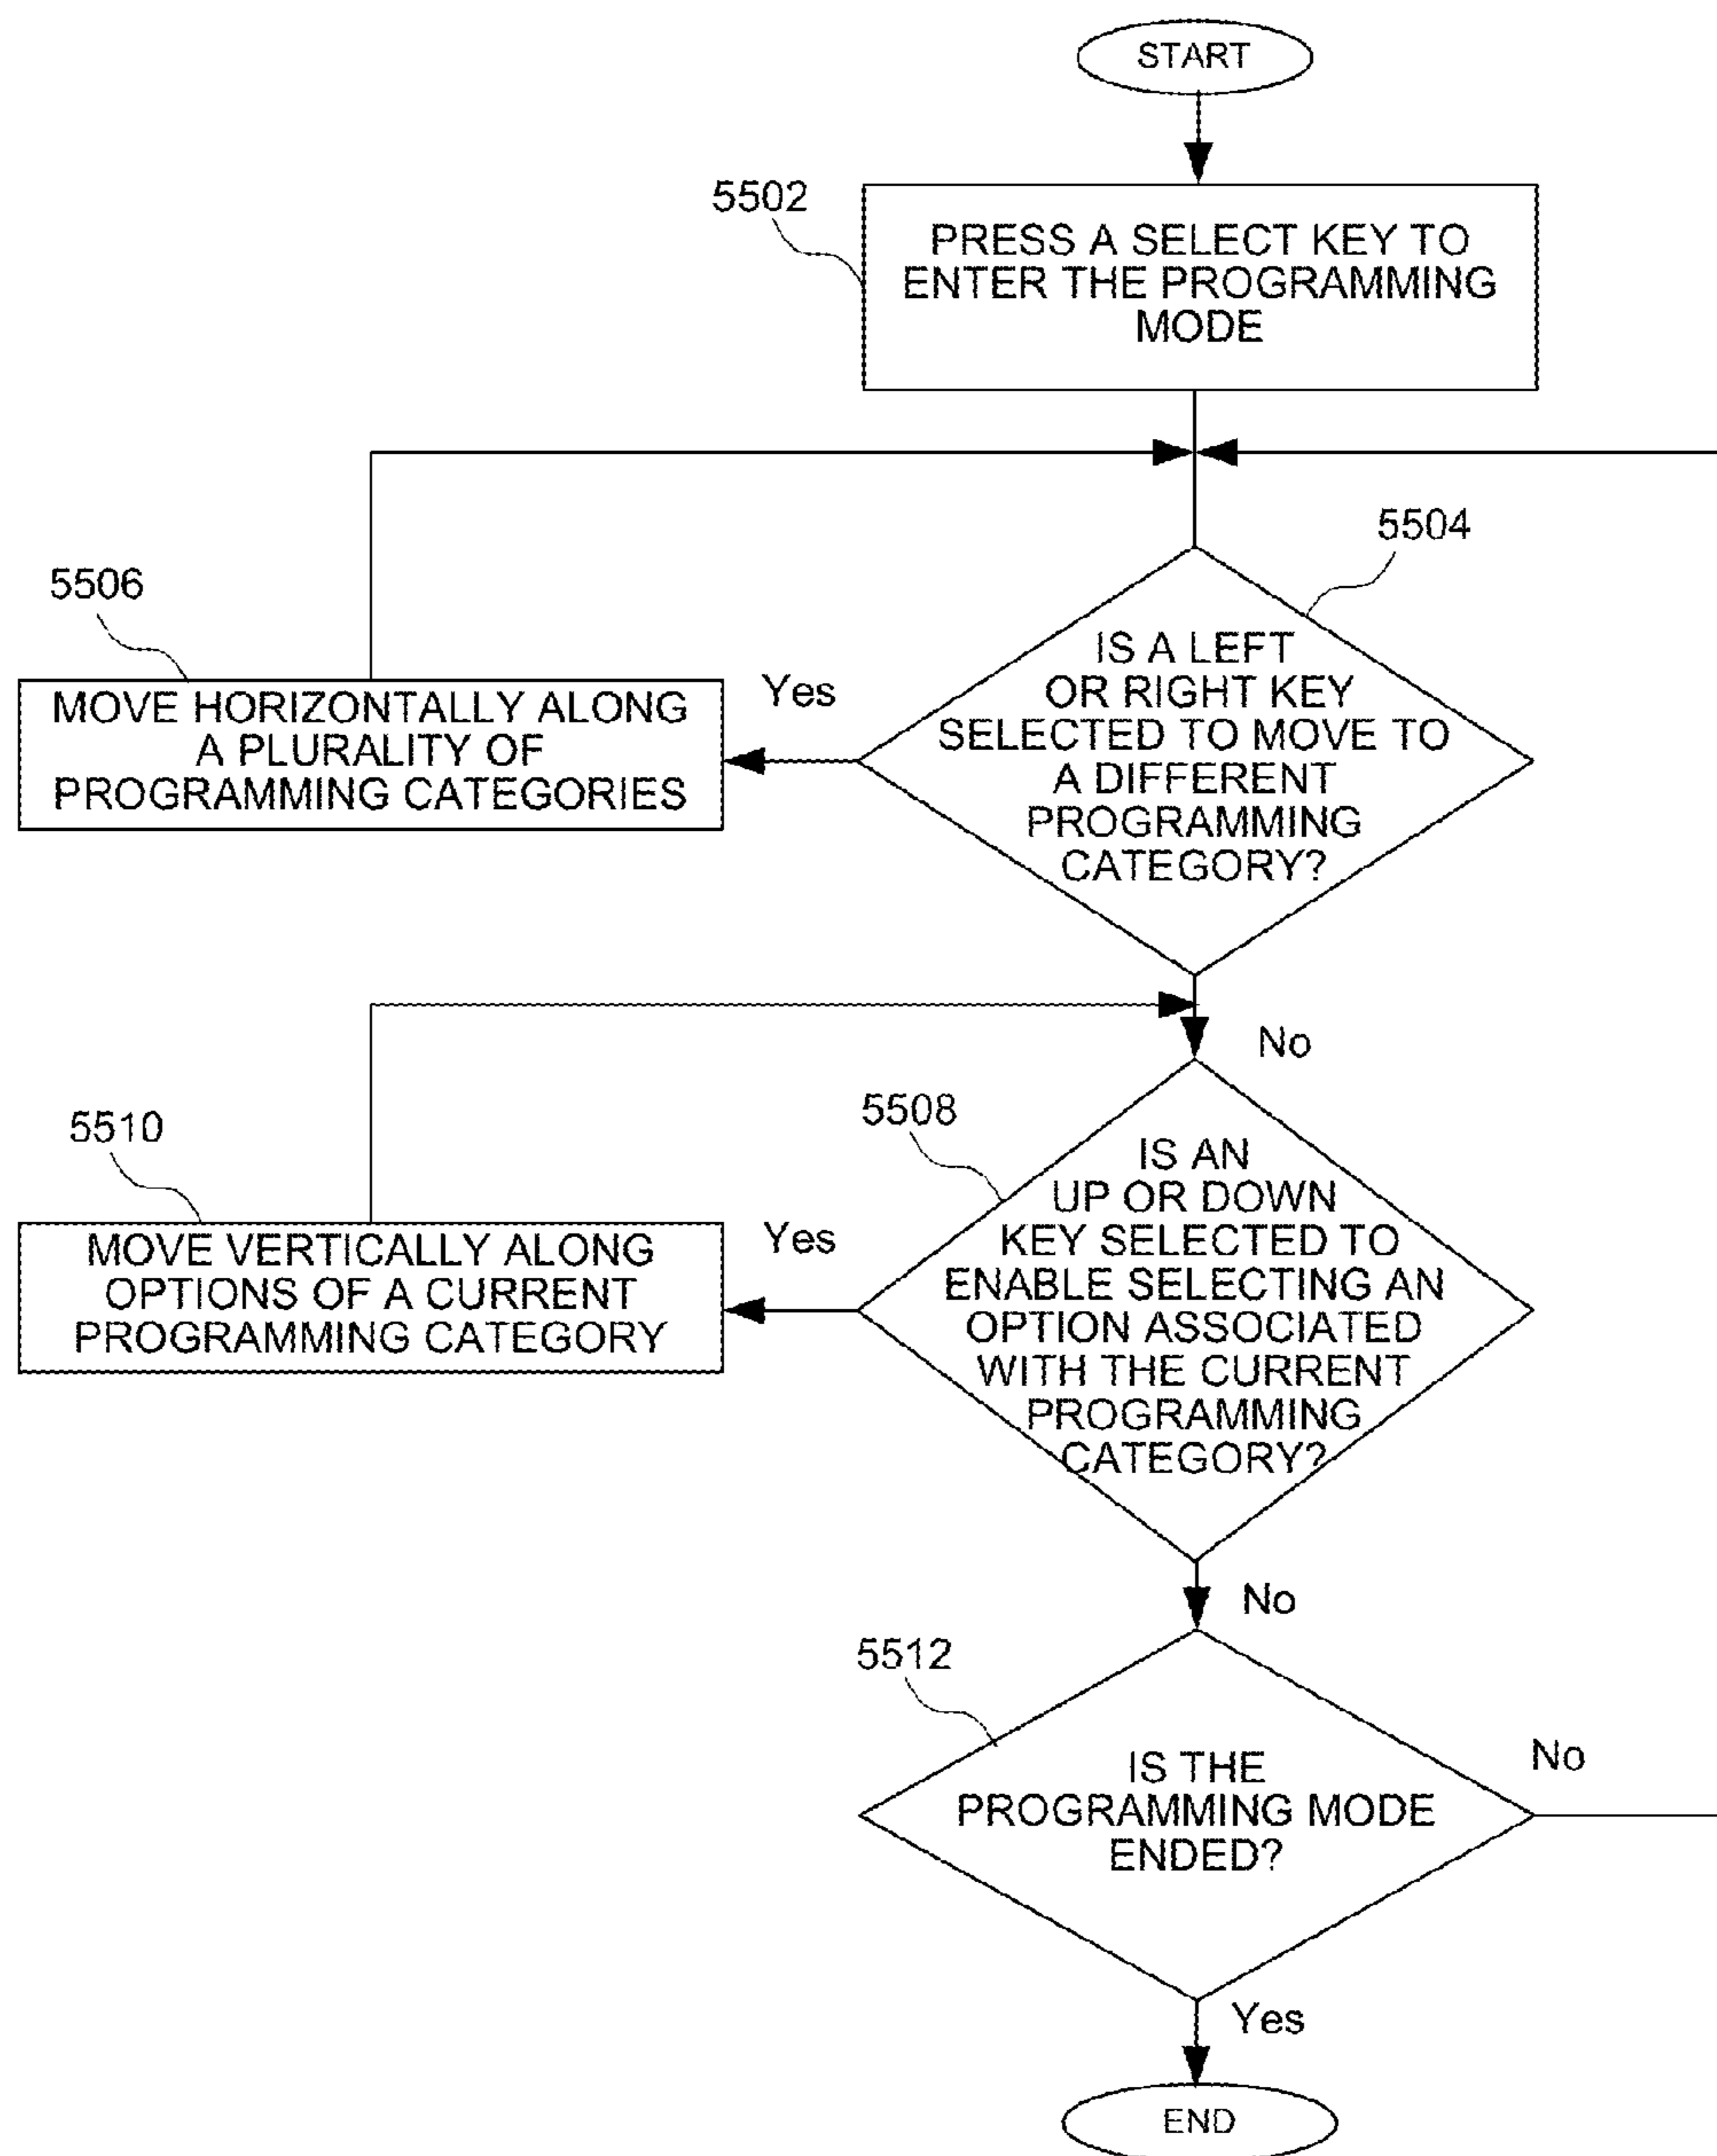 START
5502
PRESS A SELECT KEY TO
ENTER THE PROGRAMMING
MODE
5504
IS A LEFT
OR RIGHT KEY
SELECTED TO MOVE TO
A DIFFERENT
PROGRAMMING
CATEGORY?
Yes
5506
MOVE HORIZONTALLY ALONG
A PLURALITY OF
PROGRAMMING CATEGORIES
No
5508
IS AN
UP OR DOWN
KEY SELECTED TO
ENABLE SELECTING AN
OPTION ASSOCIATED
WITH THE CURRENT
PROGRAMMING
CATEGORY?
Yes
5510
MOVE VERTICALLY ALONG
OPTIONS OF A CURRENT
PROGRAMMING CATEGORY
No
5512
IS THE
PROGRAMMING MODE
ENDED?
No
Yes
END